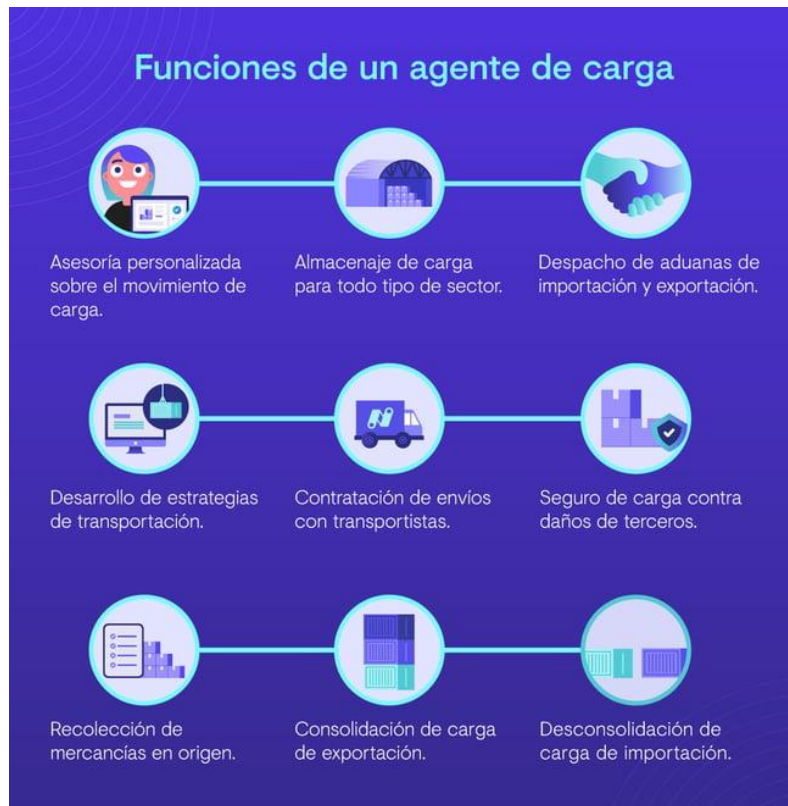 Funciones de un agente de carga
Asesoría personalizada
sobre el movimiento de
carga.
Almacenaje de carga
para todo tipo de sector.
Despacho de aduanas de
importación y exportación.
Desarrollo de estrategias
de transportación.
Contratación de envíos
con transportistas.
Seguro de carga contra
daños de terceros.
Recolección de
mercancías en origen.
Consolidación de carga
de exportación.
Desconsolidación de
carga de importación.